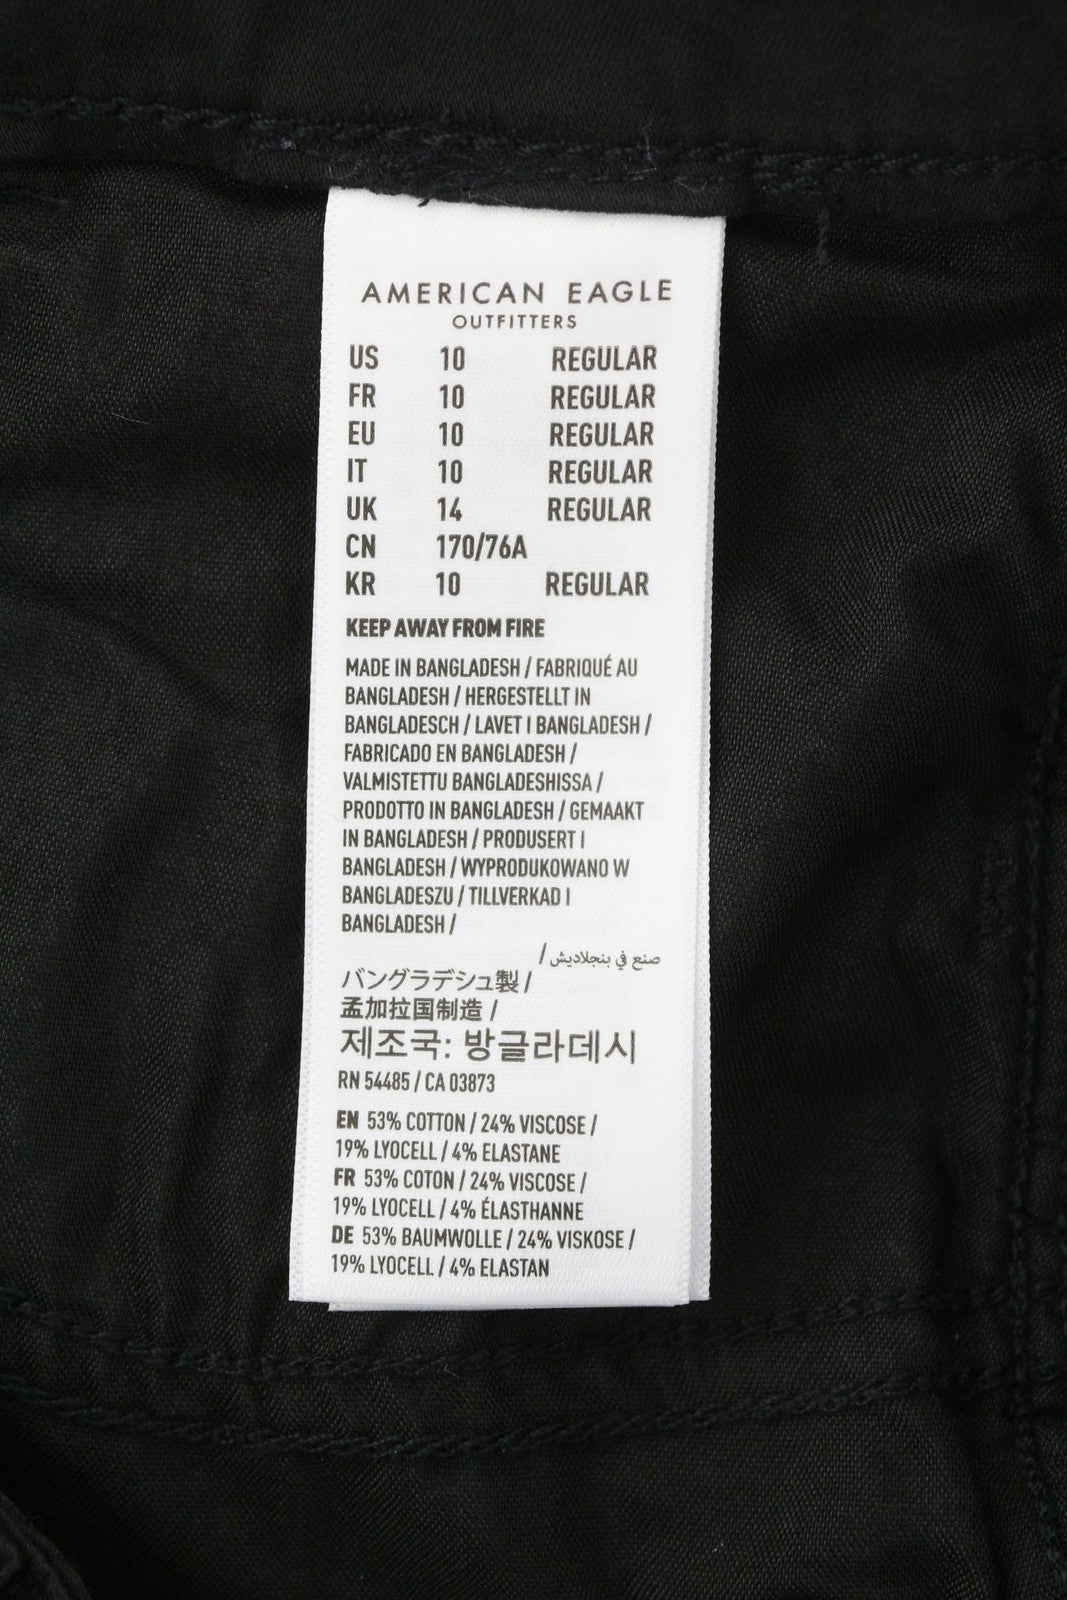 AMERICAN EAGLE
OUTFITTERS
US 10 REGULAR
FR 10 REGULAR
EU 10 REGULAR
IT 10 REGULAR
UK 14 REGULAR
CN 170/76A
KR 10 REGULAR
KEEP AWAY FROM FIRE
MADE IN BANGLADESH / FABRIQUÉ AU
BANGLADESH / HERGESTELLT IN
BANGLADESCH / LAVET I BANGLADESH /
FABRICADO EN BANGLADESH /
VALMISTETTU BANGLADESHISSA /
PRODOTTO IN BANGLADESH / GEMAAKT
IN BANGLADESH / PRODUSERT I
BANGLADESH / WYPRODUKOWANO W
BANGLADESZU / TILLVERKAD I
BANGLADESH /
صنع في بنجلاديش /
バングラデシュ製 /
孟加拉国制造 /
제조국: 방글라데시
RN 54485 / CA 03873
EN 53% COTTON / 24% VISCOSE /
19% LYOCELL / 4% ELASTANE
FR 53% COTON / 24% VISCOSE /
19% LYOCELL / 4% ÉLASTHANNE
DE 53% BAUMWOLLE / 24% VISKOSE /
19% LYOCELL / 4% ELASTAN